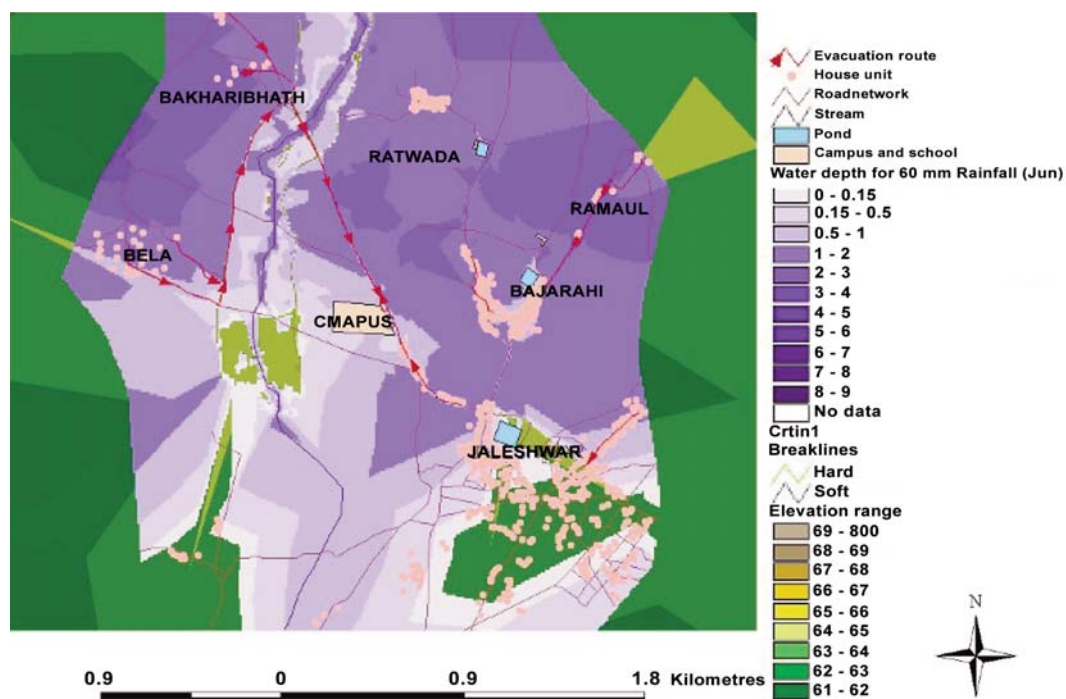 BAKHARIBHATH
RATWADA
RAMAUL
BELA
BAJARAHI
CMAPUS
JALESHWAR
Evacuation route
House unit
Roadnetwork
Stream
Pond
Campus and school
Water depth for 60 mm Rainfall (Jun)
0 - 0.15
0.15 - 0.5
0.5 - 1
1 - 2
2 - 3
3 - 4
4 - 5
5 - 6
6 - 7
7 - 8
8 - 9
No data
Crtin1
Breaklines
Hard
Soft
Elevation range
69 - 800
68 - 69
67 - 68
66 - 67
65 - 66
64 - 65
63 - 64
62 - 63
61 - 62
N
0.9 0 0.9 1.8 Kilometres